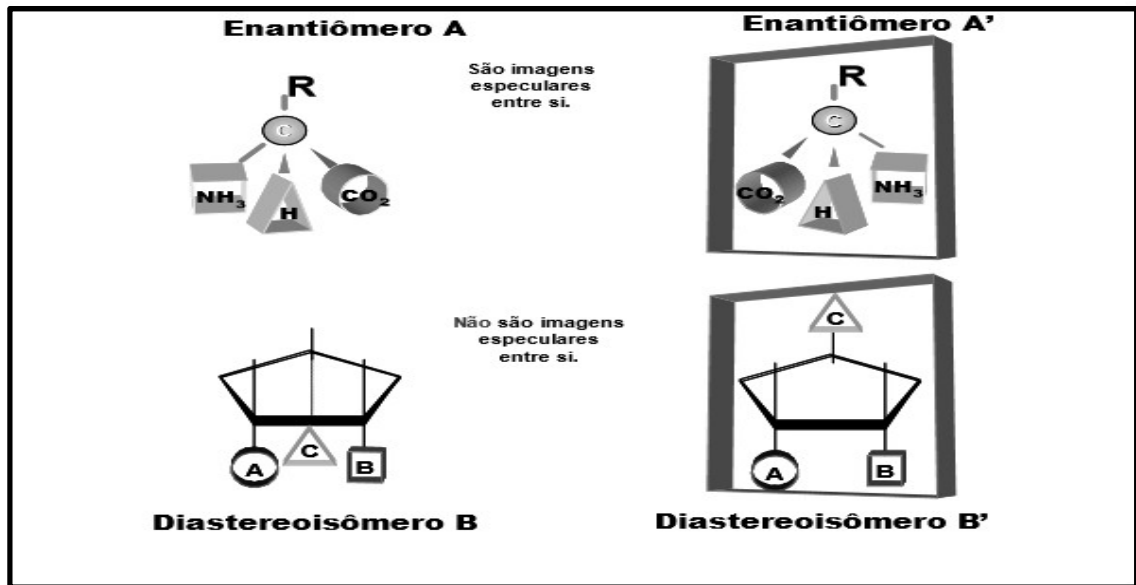 Enantiômero A
Enantiômero A’
São imagens
especulares
entre si.
R
C
NH₃
H
CO₂
R
C
CO₂
H
NH₃
Não são imagens
especulares
entre si.
A
C
B
C
A
B
Diastereoisômero B
Diastereoisômero B’